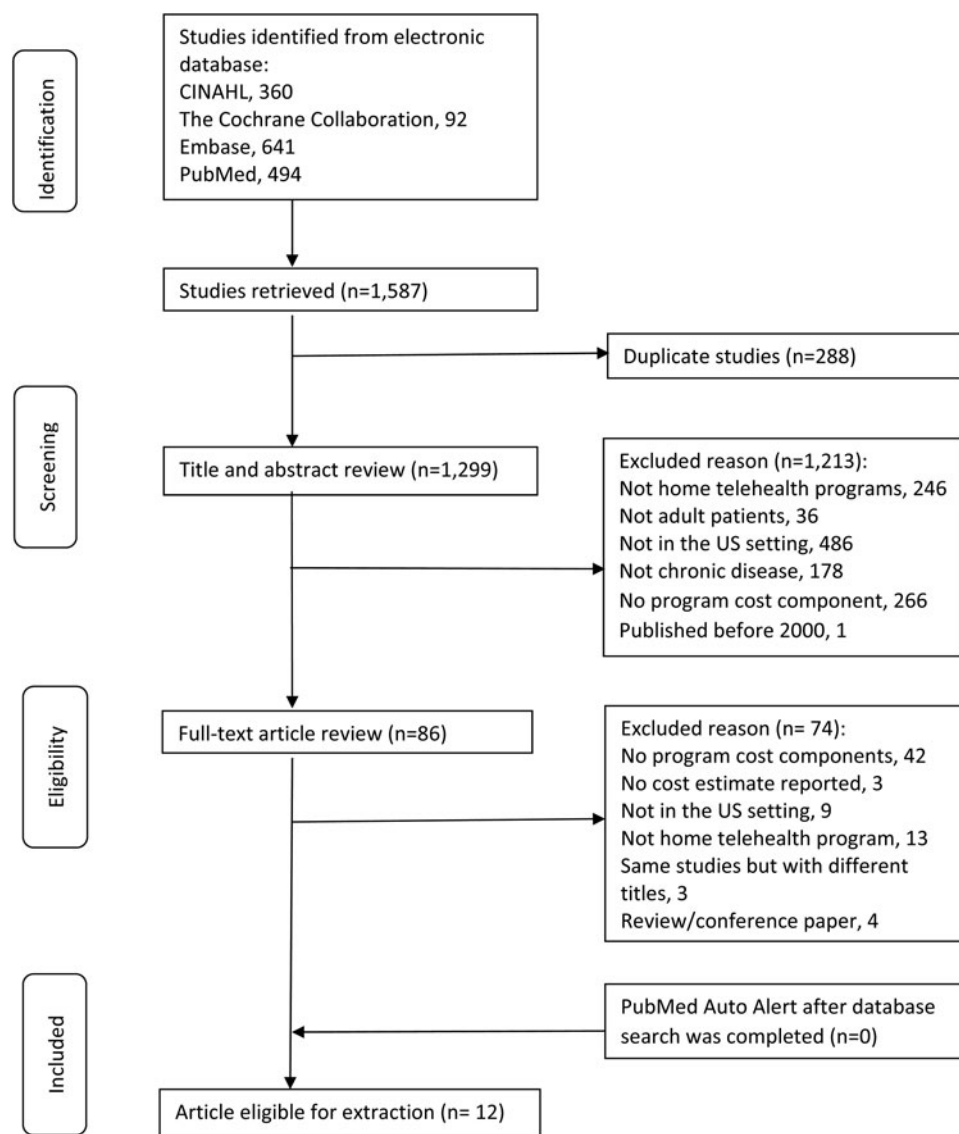 Identification
Studies identified from electronic
database:
CINAHL, 360
The Cochrane Collaboration, 92
Embase, 641
PubMed, 494
Studies retrieved (n=1,587)
Duplicate studies (n=288)
Screening
Title and abstract review (n=1,299)
Excluded reason (n=1,213):
Not home telehealth programs, 246
Not adult patients, 36
Not in the US setting, 486
Not chronic disease, 178
No program cost component, 266
Published before 2000, 1
Eligibility
Full-text article review (n=86)
Excluded reason (n= 74):
No program cost components, 42
No cost estimate reported, 3
Not in the US setting, 9
Not home telehealth program, 13
Same studies but with different
titles, 3
Review/conference paper, 4
Included
PubMed Auto Alert after database
search was completed (n=0)
Article eligible for extraction (n= 12)